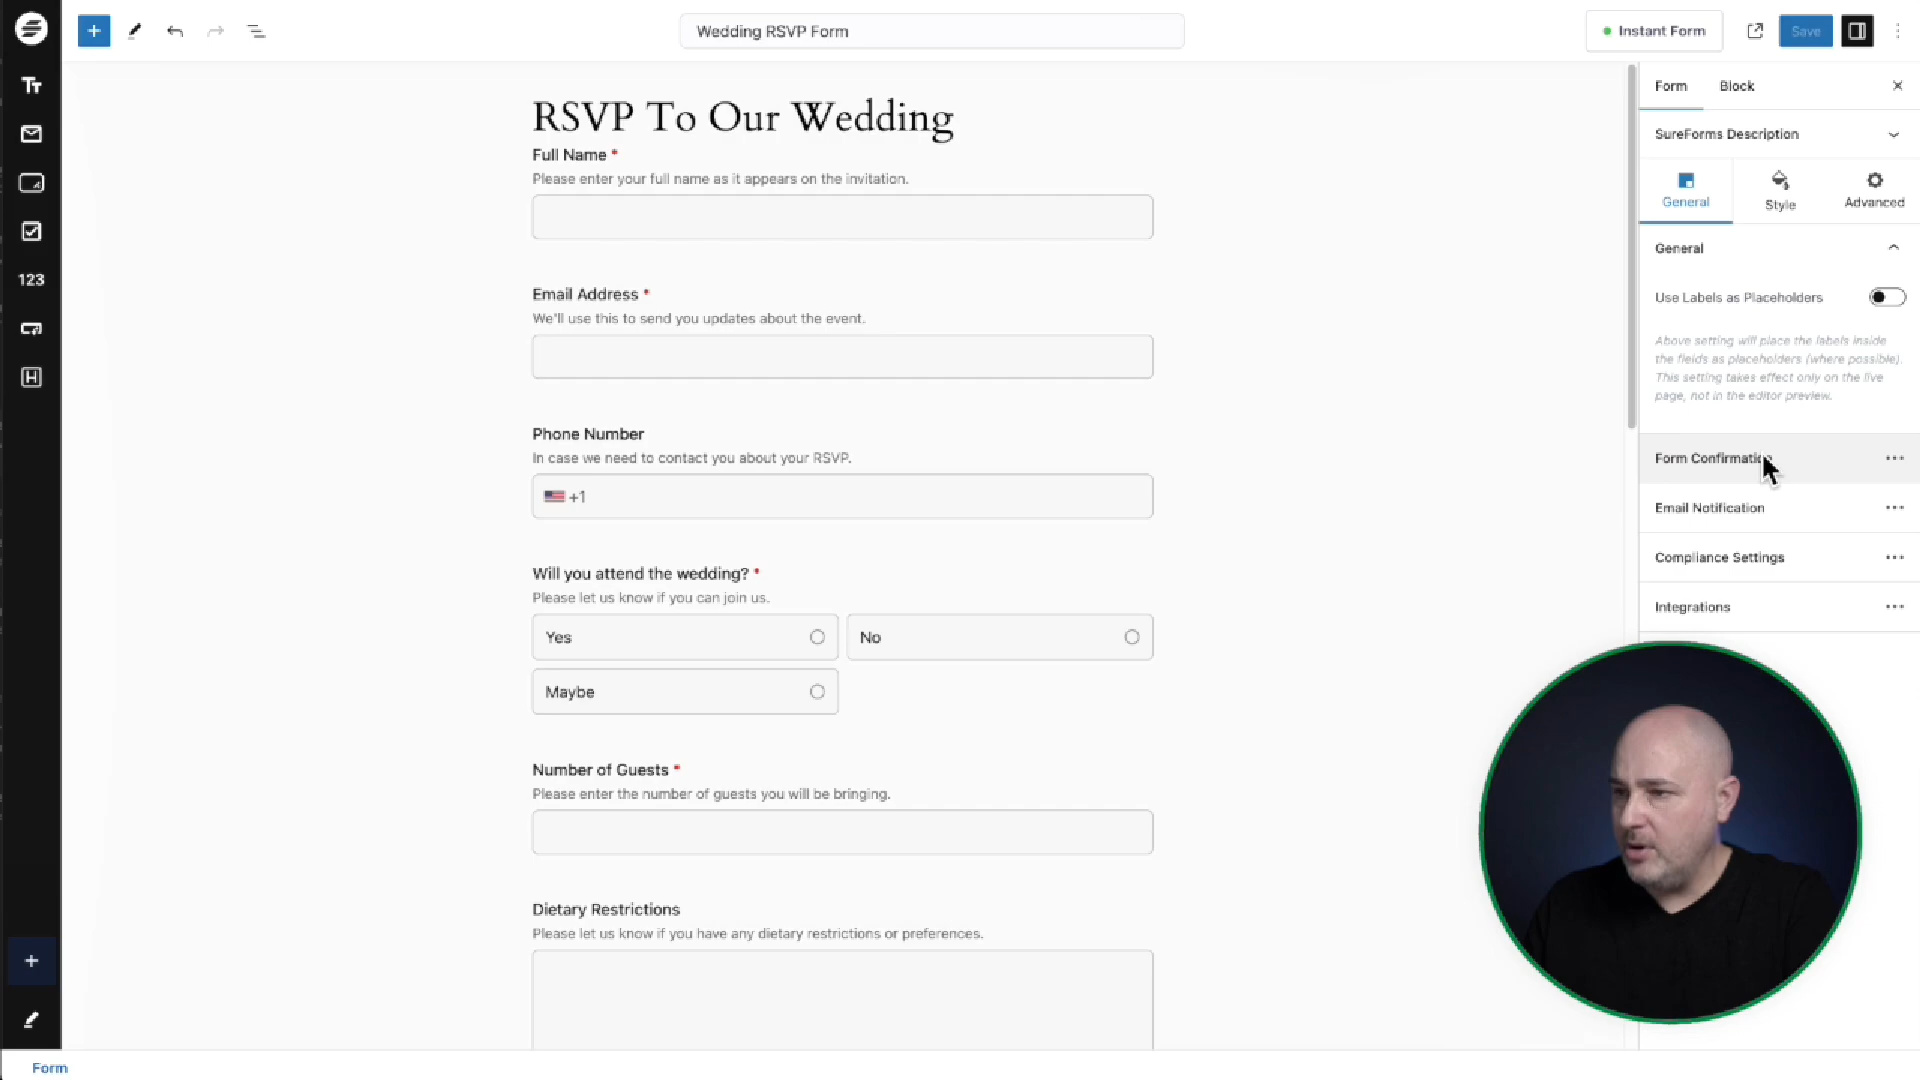 Wedding RSVP Form
Instant Form
Save
Tт
123
H
RSVP To Our Wedding
Full Name *
Please enter your full name as it appears on the invitation.
Email Address *
We'll use this to send you updates about the event.
Phone Number
In case we need to contact you about your RSVP.
+1
Will you attend the wedding? *
Please let us know if you can join us.
Yes
No
Maybe
Number of Guests *
Please enter the number of guests you will be bringing.
Dietary Restrictions
Please let us know if you have any dietary restrictions or preferences.
Form
Block
SureForms Description
General
Style
Advanced
General
Use Labels as Placeholders
Above setting will place the labels inside
the fields as placeholders (where possible).
This setting takes effect only on the live
page, not in the editor preview.
Form Confirmation
Email Notification
Compliance Settings
Integrations
Form